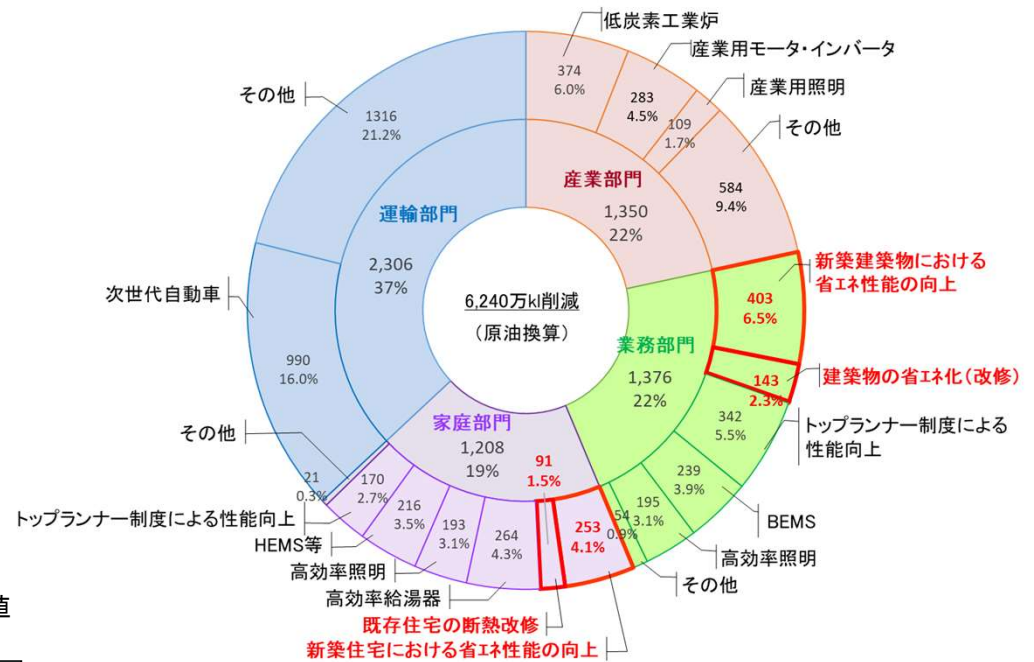 低炭素工業炉
産業用モータ・インバータ
産業用照明
その他
374
6.0%
283
4.5%
109
1.7%
584
9.4%
産業部門
1,350
22%
新築建築物における
省エネ性能の向上
403
6.5%
建築物の省エネ化(改修)
143
2.3%
トップランナー制度による
性能向上
342
5.5%
BEMS
239
3.9%
高効率照明
195
3.1%
その他
54
0.9%
業務部門
1,376
22%
新築住宅における省エネ性能の向上
253
4.1%
既存住宅の断熱改修
91
1.5%
高効率給湯器
264
4.3%
高効率照明
193
3.1%
HEMS等
216
3.5%
トップランナー制度による性能向上
170
2.7%
その他
21
0.3%
家庭部門
1,208
19%
次世代自動車
990
16.0%
その他
1316
21.2%
運輸部門
2,306
37%
6,240万kl削減
(原油換算)
値